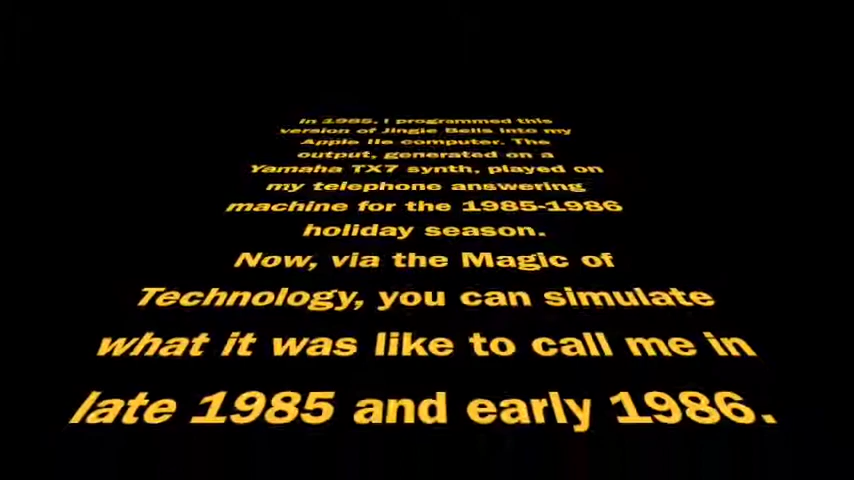 In 1985, I programmed this
version of Jingle Bells into my
Apple IIe computer. The
output, generated on a
Yamaha TX7 synth, played on
my telephone answering
machine for the 1985-1986
holiday season.
Now, via the Magic of
Technology, you can simulate
what it was like to call me in
late 1985 and early 1986.